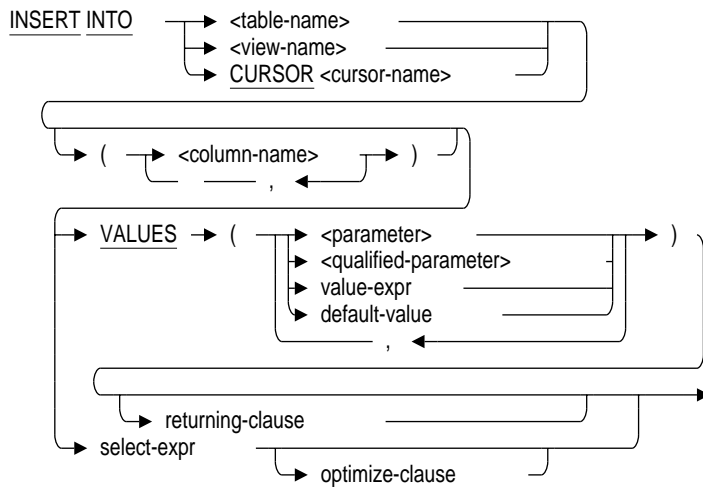 INSERT INTO <table-name>
<view-name>
CURSOR <cursor-name>
( <column-name> )
,
VALUES ( <parameter> )
<qualified-parameter>
value-expr
default-value
,
returning-clause
select-expr
optimize-clause